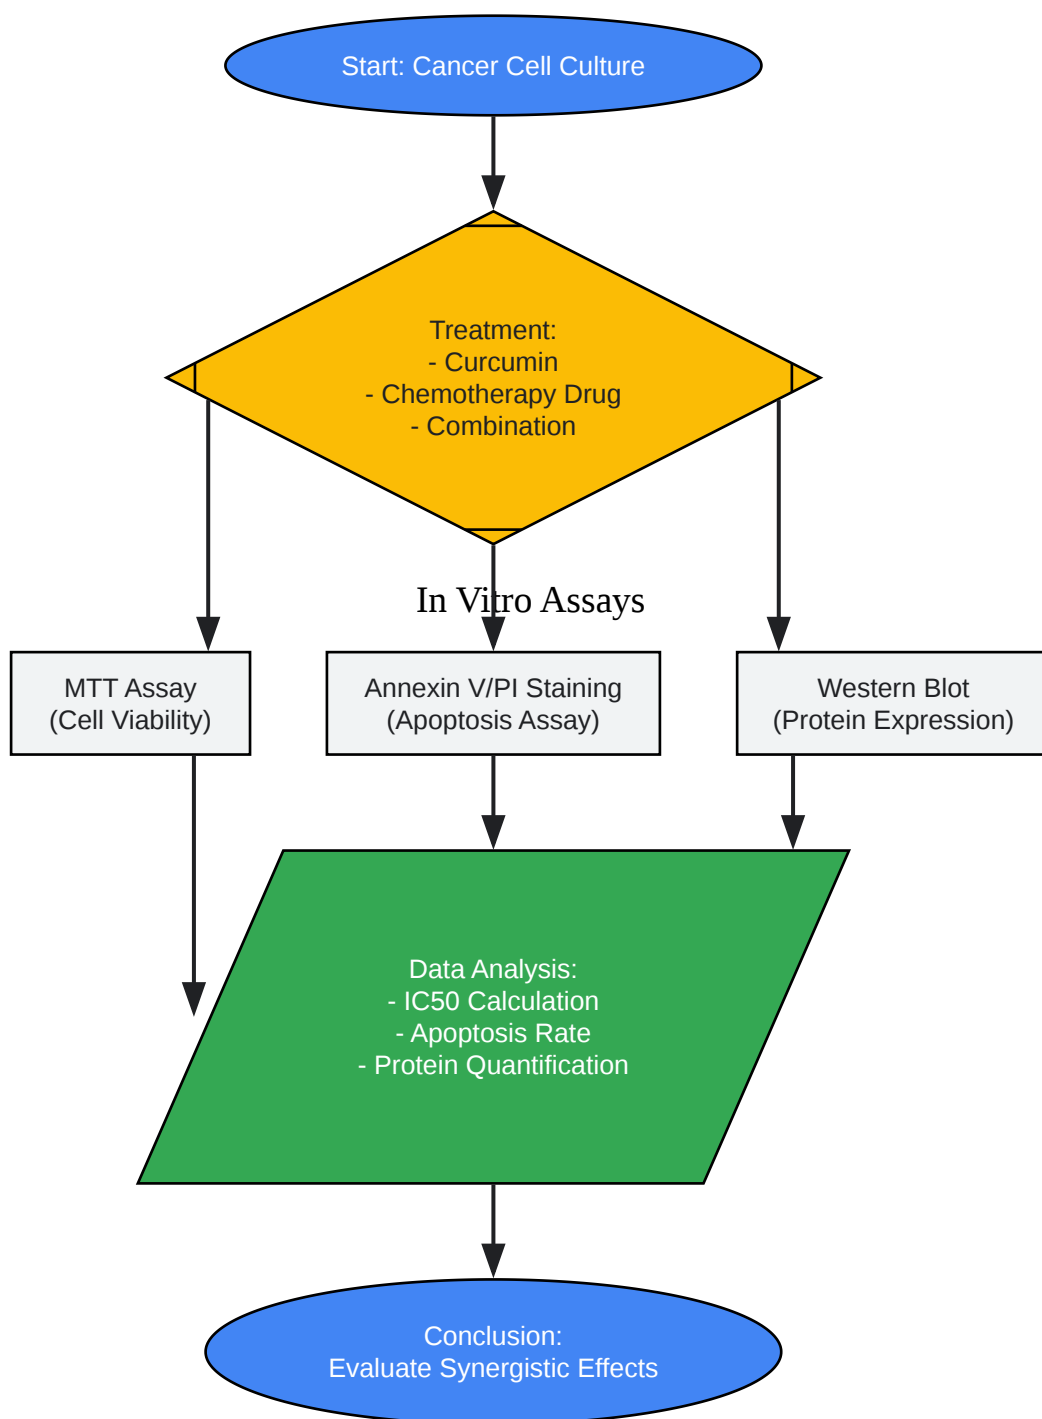 Start: Cancer Cell Culture
Treatment:
- Curcumin
- Chemotherapy Drug
- Combination
In Vitro Assays
MTT Assay
(Cell Viability)
Annexin V/PI Staining
(Apoptosis Assay)
Western Blot
(Protein Expression)
Data Analysis:
- IC50 Calculation
- Apoptosis Rate
- Protein Quantification
Conclusion:
Evaluate Synergistic Effects